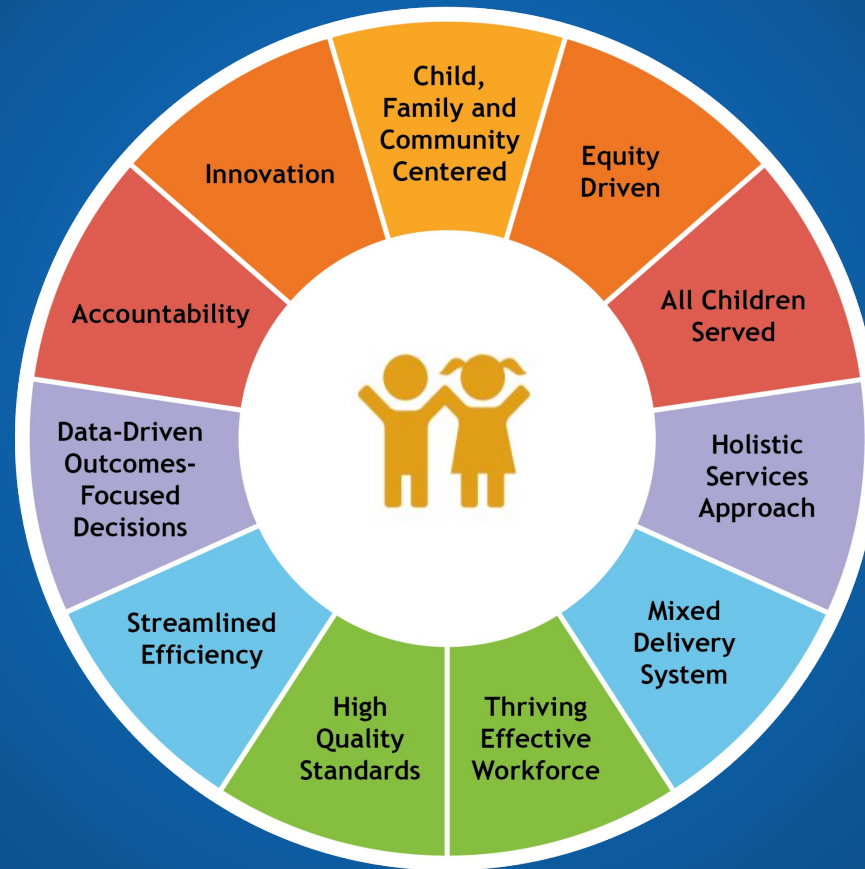 Child,
Family and
Community
Centered
Equity
Driven
All Children
Served
Holistic
Services
Approach
Mixed
Delivery
System
Thriving
Effective
Workforce
High
Quality
Standards
Streamlined
Efficiency
Data-Driven
Outcomes-
Focused
Decisions
Accountability
Innovation